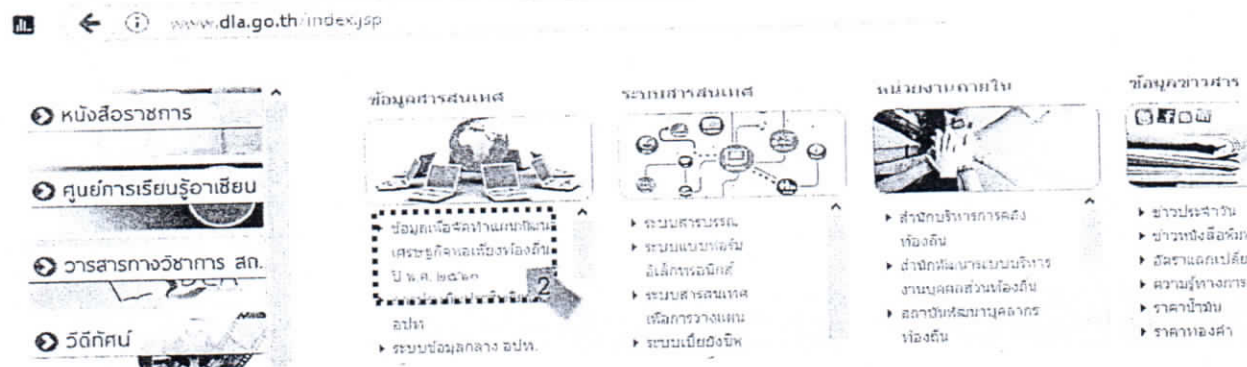 www.dla.go.th/index.jsp
หนังสือราชการ
ศูนย์การเรียนรู้อาเซียน
วารสารทางวิชาการ สถ.
วีดีทัศน์
ข้อมูลสารสนเทศ
ข้อมูลเพื่อจัดทำแผนพัฒนา
เศรษฐกิจพอเพียงท้องถิ่น
ปี พ.ศ.
2
อปท
ระบบข้อมูลกลาง อปท.
ระบบสารสนเทศ
ระบบสารบรรณ
ระบบแบบฟอร์ม
อิเล็กทรอนิกส์
ระบบสารสนเทศ
เพื่อการวางแผน
ระบบเบี้ยยังชีพ
หน่วยงานภายใน
สำนักบริหารการคลัง
ท้องถิ่น
สำนักพัฒนาระบบบริหาร
งานบุคคลส่วนท้องถิ่น
สถาบันพัฒนาบุคลากร
ท้องถิ่น
ข้อมูลข่าวสาร
ข่าวประจำวัน
ข่าวหนังสือพิม
อัตราแลกเปลี่ย
ความรู้ทางการ
ราคาน้ำมัน
ราคาทองคำ